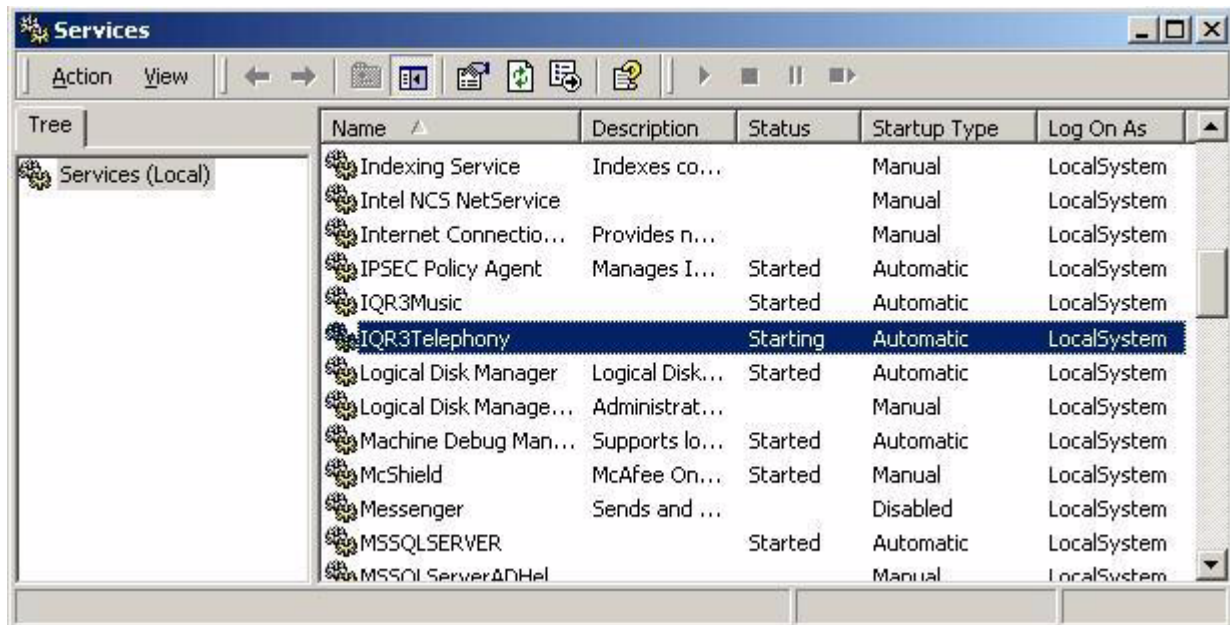 Services
Action View
Tree
Name Description Status Startup Type Log On As
Services (Local)
Indexing Service Indexes co... Manual LocalSystem
Intel NCS NetService Manual LocalSystem
Internet Connectio... Provides n... Manual LocalSystem
IPSEC Policy Agent Manages I... Started Automatic LocalSystem
IQR3Music Started Automatic LocalSystem
IQR3Telephony Starting Automatic LocalSystem
Logical Disk Manager Logical Disk... Started Automatic LocalSystem
Logical Disk Manage... Administrat... Manual LocalSystem
Machine Debug Man... Supports lo... Started Automatic LocalSystem
McShield McAfee On... Started Manual LocalSystem
Messenger Sends and ... Disabled LocalSystem
MSSQLSERVER Started Automatic LocalSystem
MSSQLServerADHel Manual LocalSystem